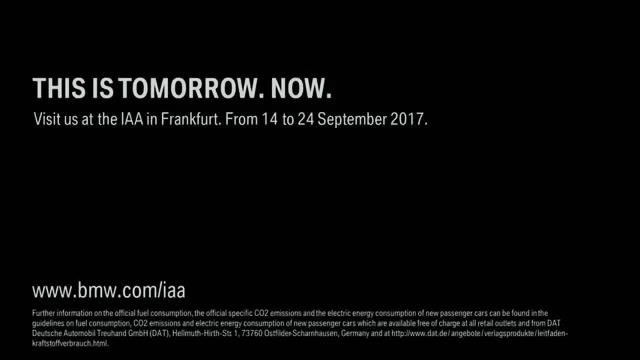 THIS IS TOMORROW. NOW.
Visit us at the IAA in Frankfurt. From 14 to 24 September 2017.
www.bmw.com/iaa
Further information on the official fuel consumption, the official specific CO2 emissions and the electric energy consumption of new passenger cars can be found in the
guidelines on fuel consumption, CO2 emissions and electric energy consumption of new passenger cars which are available free of charge at all retail outlets and from DAT
Deutsche Automobil Treuhand GmbH (DAT), Hellmuth-Hirth-Str. 1, 73760 Ostfilder-Scharnhausen, Germany and at http://www.dat.de/angebote/verlagsprodukte/leitfaden-
kraftstoffverbrauch.html.